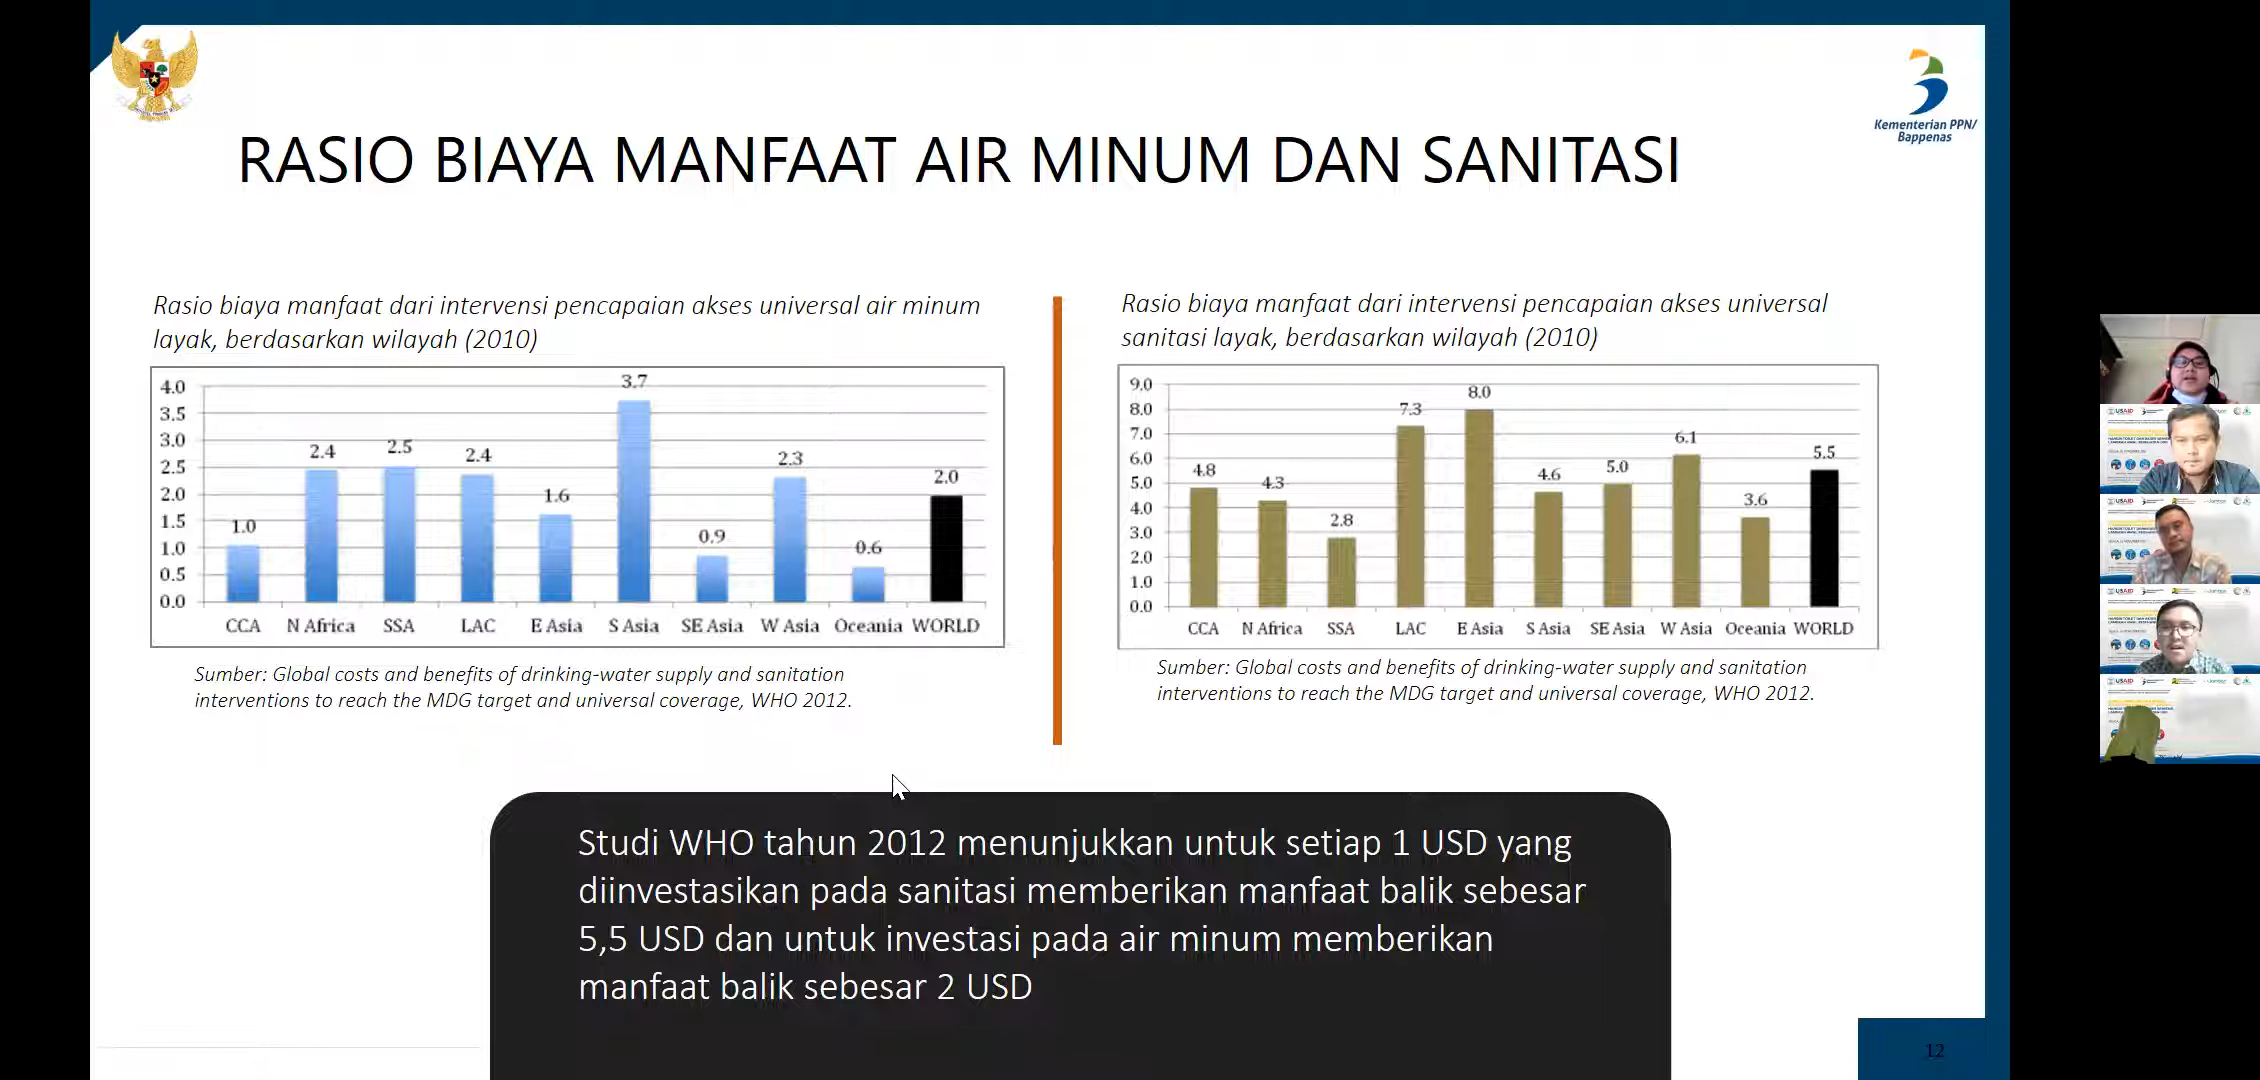 Kementerian PPN/
Bappenas
RASIO BIAYA MANFAAT AIR MINUM DAN SANITASI
Rasio biaya manfaat dari intervensi pencapaian akses universal air minum
layak, berdasarkan wilayah (2010)
4.0
3.5
3.0
2.5
2.0
1.5
1.0
0.5
0.0
1.0
2.4
2.5
2.4
1.6
3.7
0.9
2.3
0.6
2.0
CCA N Africa SSA LAC E Asia S Asia SE Asia W Asia Oceania WORLD
Sumber: Global costs and benefits of drinking-water supply and sanitation
interventions to reach the MDG target and universal coverage, WHO 2012.
Rasio biaya manfaat dari intervensi pencapaian akses universal
sanitasi layak, berdasarkan wilayah (2010)
9.0
8.0
7.0
6.0
5.0
4.0
3.0
2.0
1.0
0.0
4.8
4.3
2.8
7.3
8.0
4.6
5.0
6.1
3.6
5.5
CCA N Africa SSA LAC E Asia S Asia SE Asia W Asia Oceania WORLD
Sumber: Global costs and benefits of drinking-water supply and sanitation
interventions to reach the MDG target and universal coverage, WHO 2012.
Studi WHO tahun 2012 menunjukkan untuk setiap 1 USD yang
diinvestasikan pada sanitasi memberikan manfaat balik sebesar
5,5 USD dan untuk investasi pada air minum memberikan
manfaat balik sebesar 2 USD
12
USAID
USAID
USAID
USAID